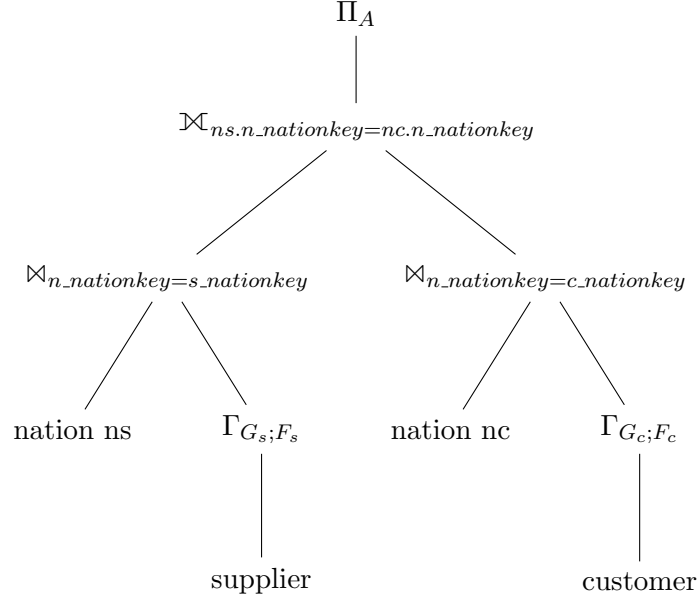 Π_A
⟗_{ns.n_nationkey=nc.n_nationkey}
⋈_{n_nationkey=s_nationkey} ⋈_{n_nationkey=c_nationkey}
nation ns Γ_{G_s;F_s} nation nc Γ_{G_c;F_c}
supplier customer